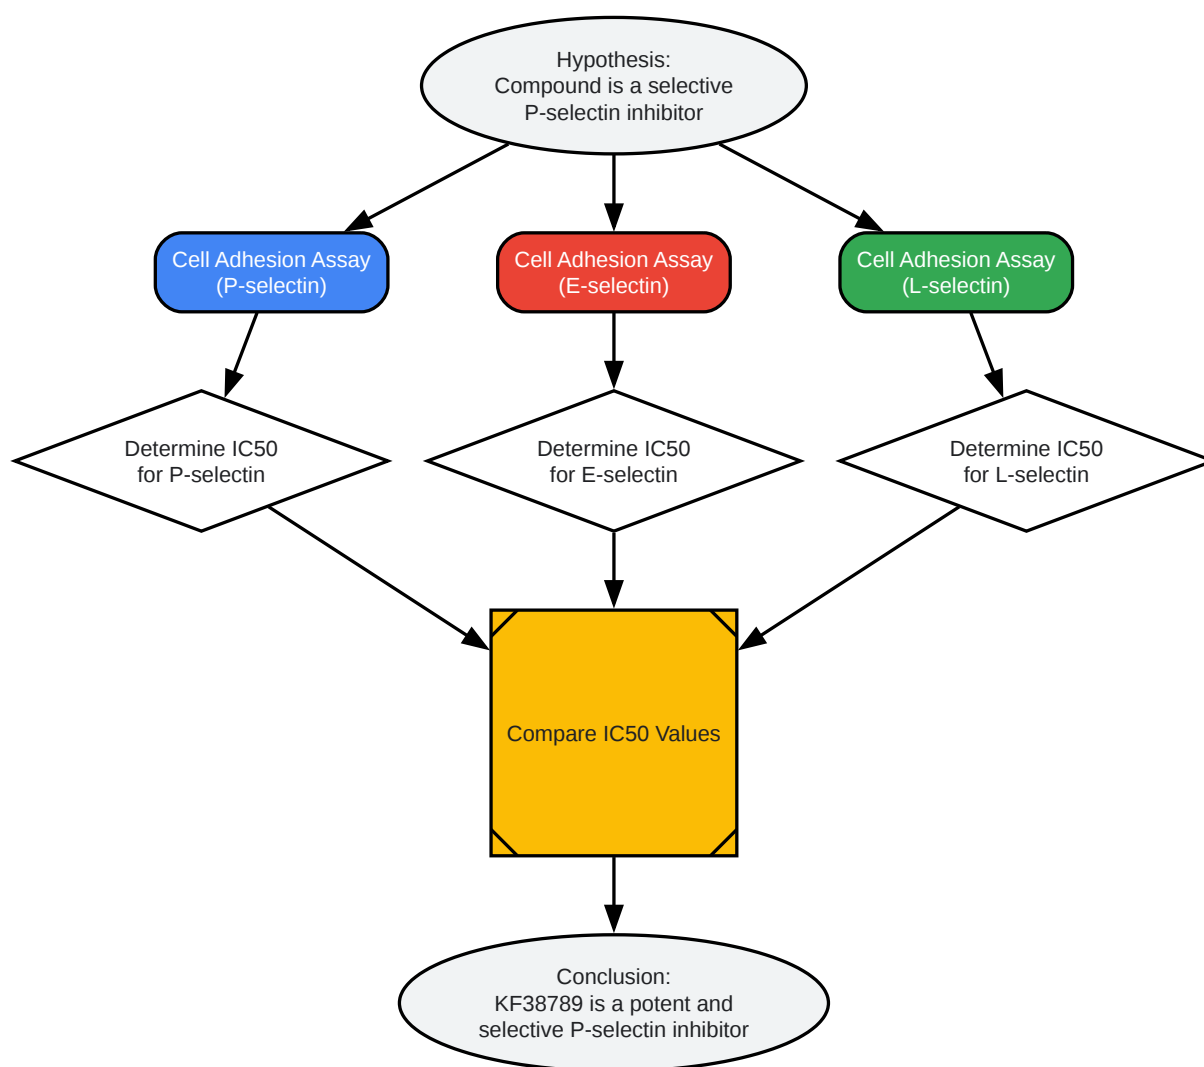 Hypothesis:
Compound is a selective
P-selectin inhibitor
Cell Adhesion Assay
(P-selectin)
Cell Adhesion Assay
(E-selectin)
Cell Adhesion Assay
(L-selectin)
Determine IC50
for P-selectin
Determine IC50
for E-selectin
Determine IC50
for L-selectin
Compare IC50 Values
Conclusion:
KF38789 is a potent and
selective P-selectin inhibitor